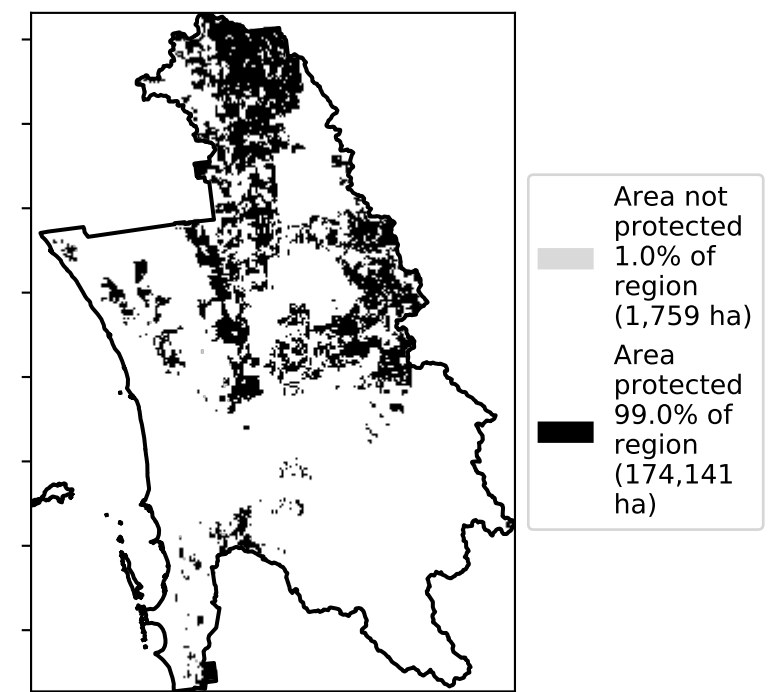 Area not
protected
1.0% of
region
(1,759 ha)
Area
protected
99.0% of
region
(174,141
ha)